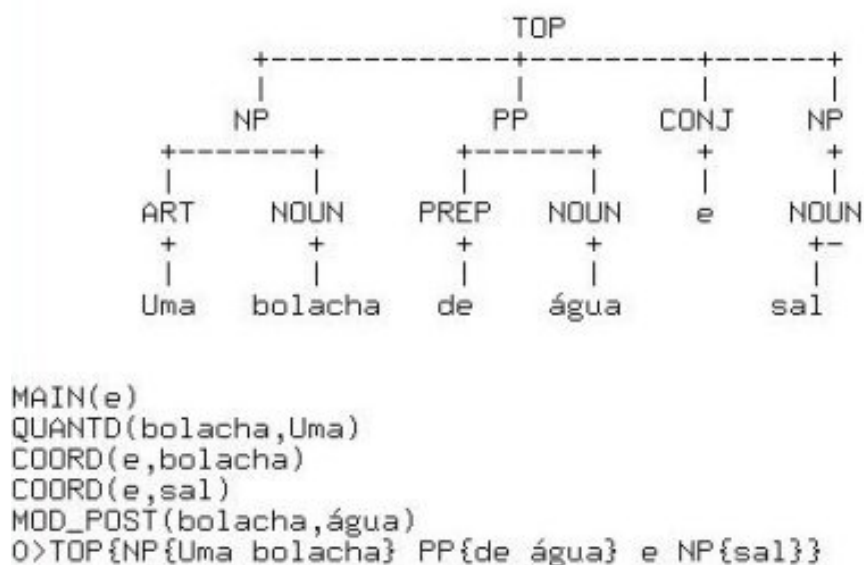 TOP
+---------------+----------+-------+
| | | |
NP PP CONJ NP
+--------+ +-------+ + +
| | | | | |
ART NOUN PREP NOUN e NOUN
+ + + + +-
| | | | |
Uma bolacha de água sal
MAIN(e)
QUANTD(bolacha,Uma)
COORD(e,bolacha)
COORD(e,sal)
MOD_POST(bolacha,água)
0>TOP{NP{Uma bolacha} PP{de água} e NP{sal}}